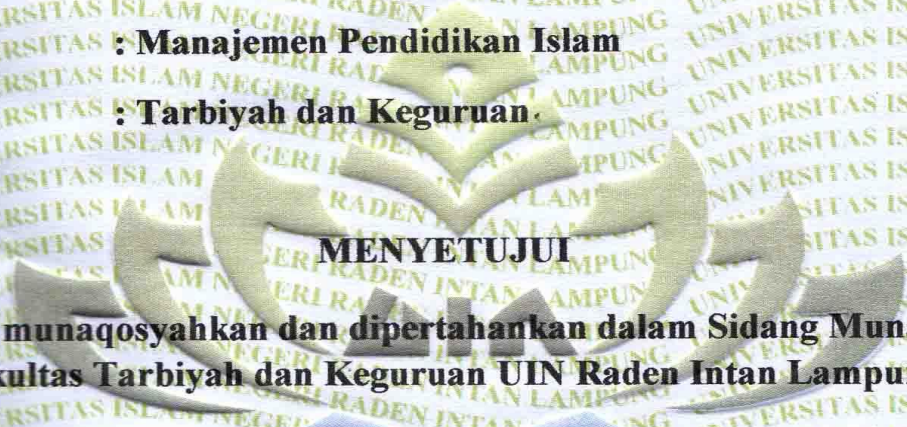 : Manajemen Pendidikan Islam
: Tarbiyah dan Keguruan
MENYETUJUI
munaqosyahkan dan dipertahankan dalam Sidang Mun
kultas Tarbiyah dan Keguruan UIN Raden Intan Lampu